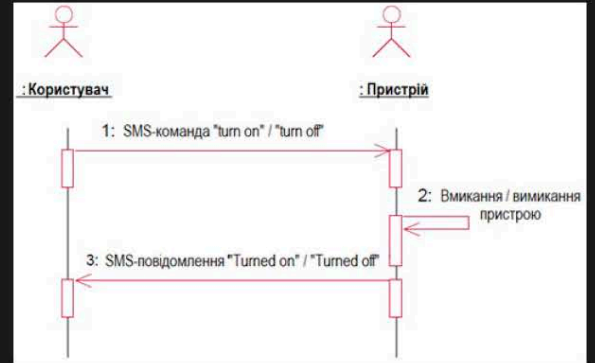 : Користувач
: Пристрій
1: SMS-команда "turn on" / "turn off"
2: Вмикання / вимикання
пристрою
3: SMS-повідомлення "Turned on" / "Turned off"